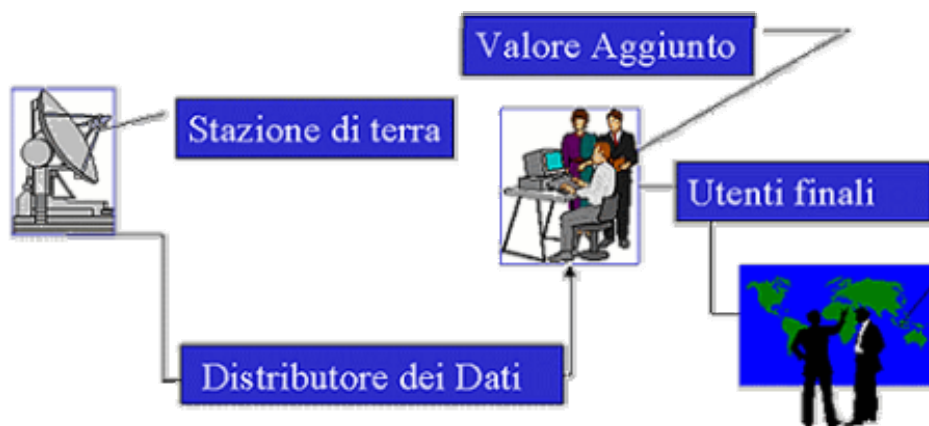 Valore Aggiunto
Stazione di terra
Utenti finali
Distributore dei Dati